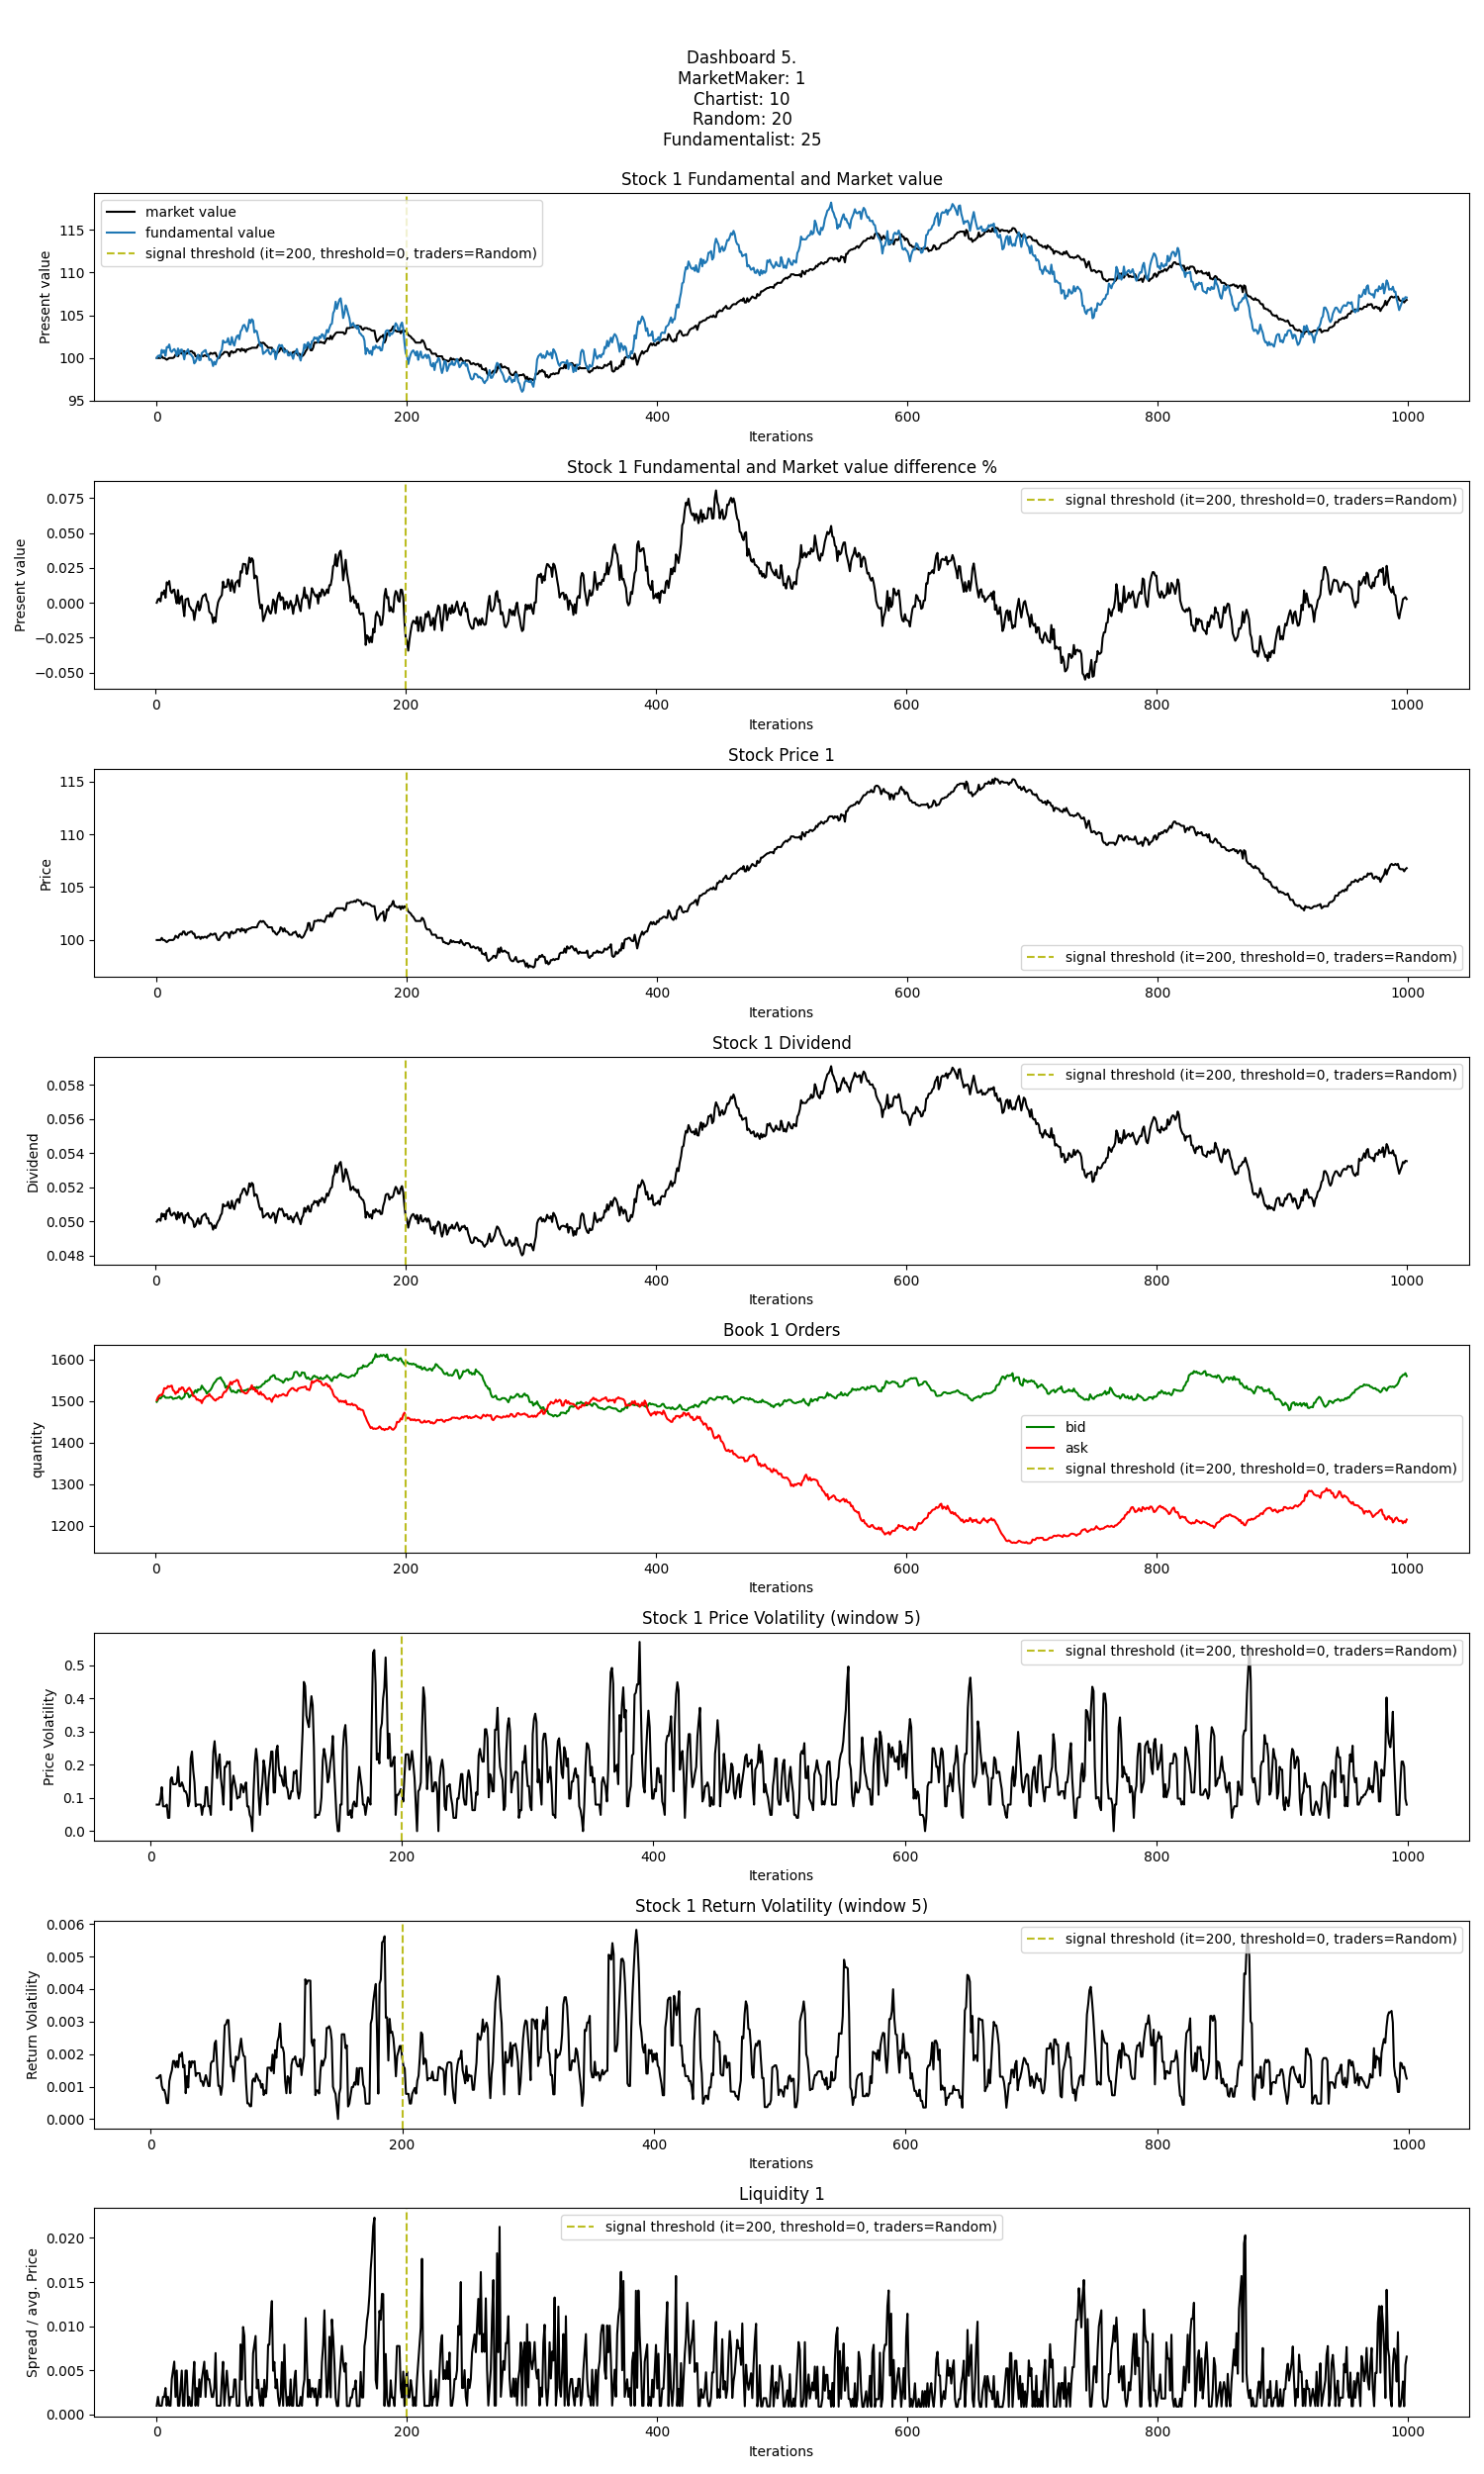 Dashboard 5.
MarketMaker: 1
Chartist: 10
Random: 20
Fundamentalist: 25
Stock 1 Fundamental and Market value
market value
fundamental value
signal threshold (it=200, threshold=0, traders=Random)
Present value
115
110
105
100
95
0 200 400 600 800 1000
Iterations
Stock 1 Fundamental and Market value difference %
signal threshold (it=200, threshold=0, traders=Random)
Present value
0.075
0.050
0.025
0.000
−0.025
−0.050
0 200 400 600 800 1000
Iterations
Stock Price 1
Price
115
110
105
100
signal threshold (it=200, threshold=0, traders=Random)
0 200 400 600 800 1000
Iterations
Stock 1 Dividend
signal threshold (it=200, threshold=0, traders=Random)
Dividend
0.058
0.056
0.054
0.052
0.050
0.048
0 200 400 600 800 1000
Iterations
Book 1 Orders
quantity
1600
1500
1400
1300
1200
bid
ask
signal threshold (it=200, threshold=0, traders=Random)
0 200 400 600 800 1000
Iterations
Stock 1 Price Volatility (window 5)
signal threshold (it=200, threshold=0, traders=Random)
Price Volatility
0.5
0.4
0.3
0.2
0.1
0.0
0 200 400 600 800 1000
Iterations
Stock 1 Return Volatility (window 5)
signal threshold (it=200, threshold=0, traders=Random)
Return Volatility
0.006
0.005
0.004
0.003
0.002
0.001
0.000
0 200 400 600 800 1000
Iterations
Liquidity 1
signal threshold (it=200, threshold=0, traders=Random)
Spread / avg. Price
0.020
0.015
0.010
0.005
0.000
0 200 400 600 800 1000
Iterations